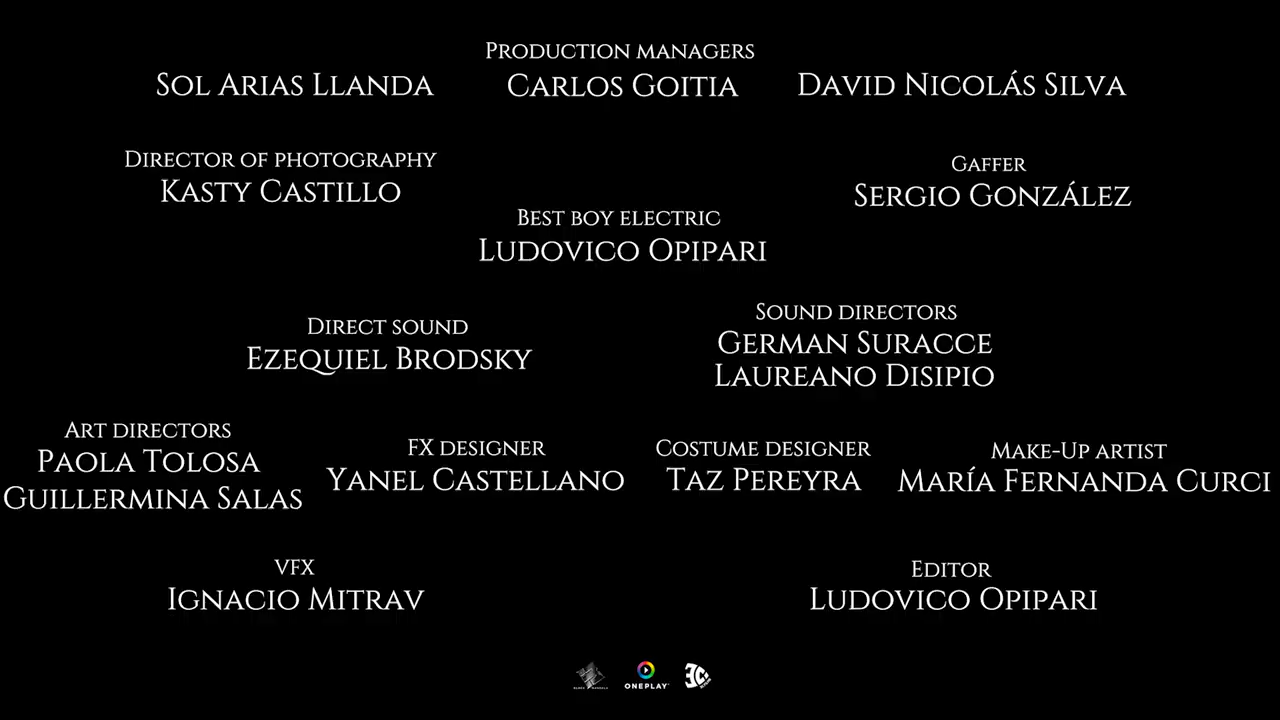 Production managers
Sol Arias Llanda
Carlos Goitia
David Nicolás Silva
Director of photography
Kasty Castillo
Gaffer
Sergio González
Best boy electric
Ludovico Opipari
Direct sound
Ezequiel Brodsky
Sound directors
German Suracce
Laureano Disipio
Art directors
Paola Tolosa
Guillermina Salas
FX designer
Yanel Castellano
Costume designer
Taz Pereyra
Make-Up artist
María Fernanda Curci
VFX
Ignacio Mitrav
Editor
Ludovico Opipari
ONEPLAY